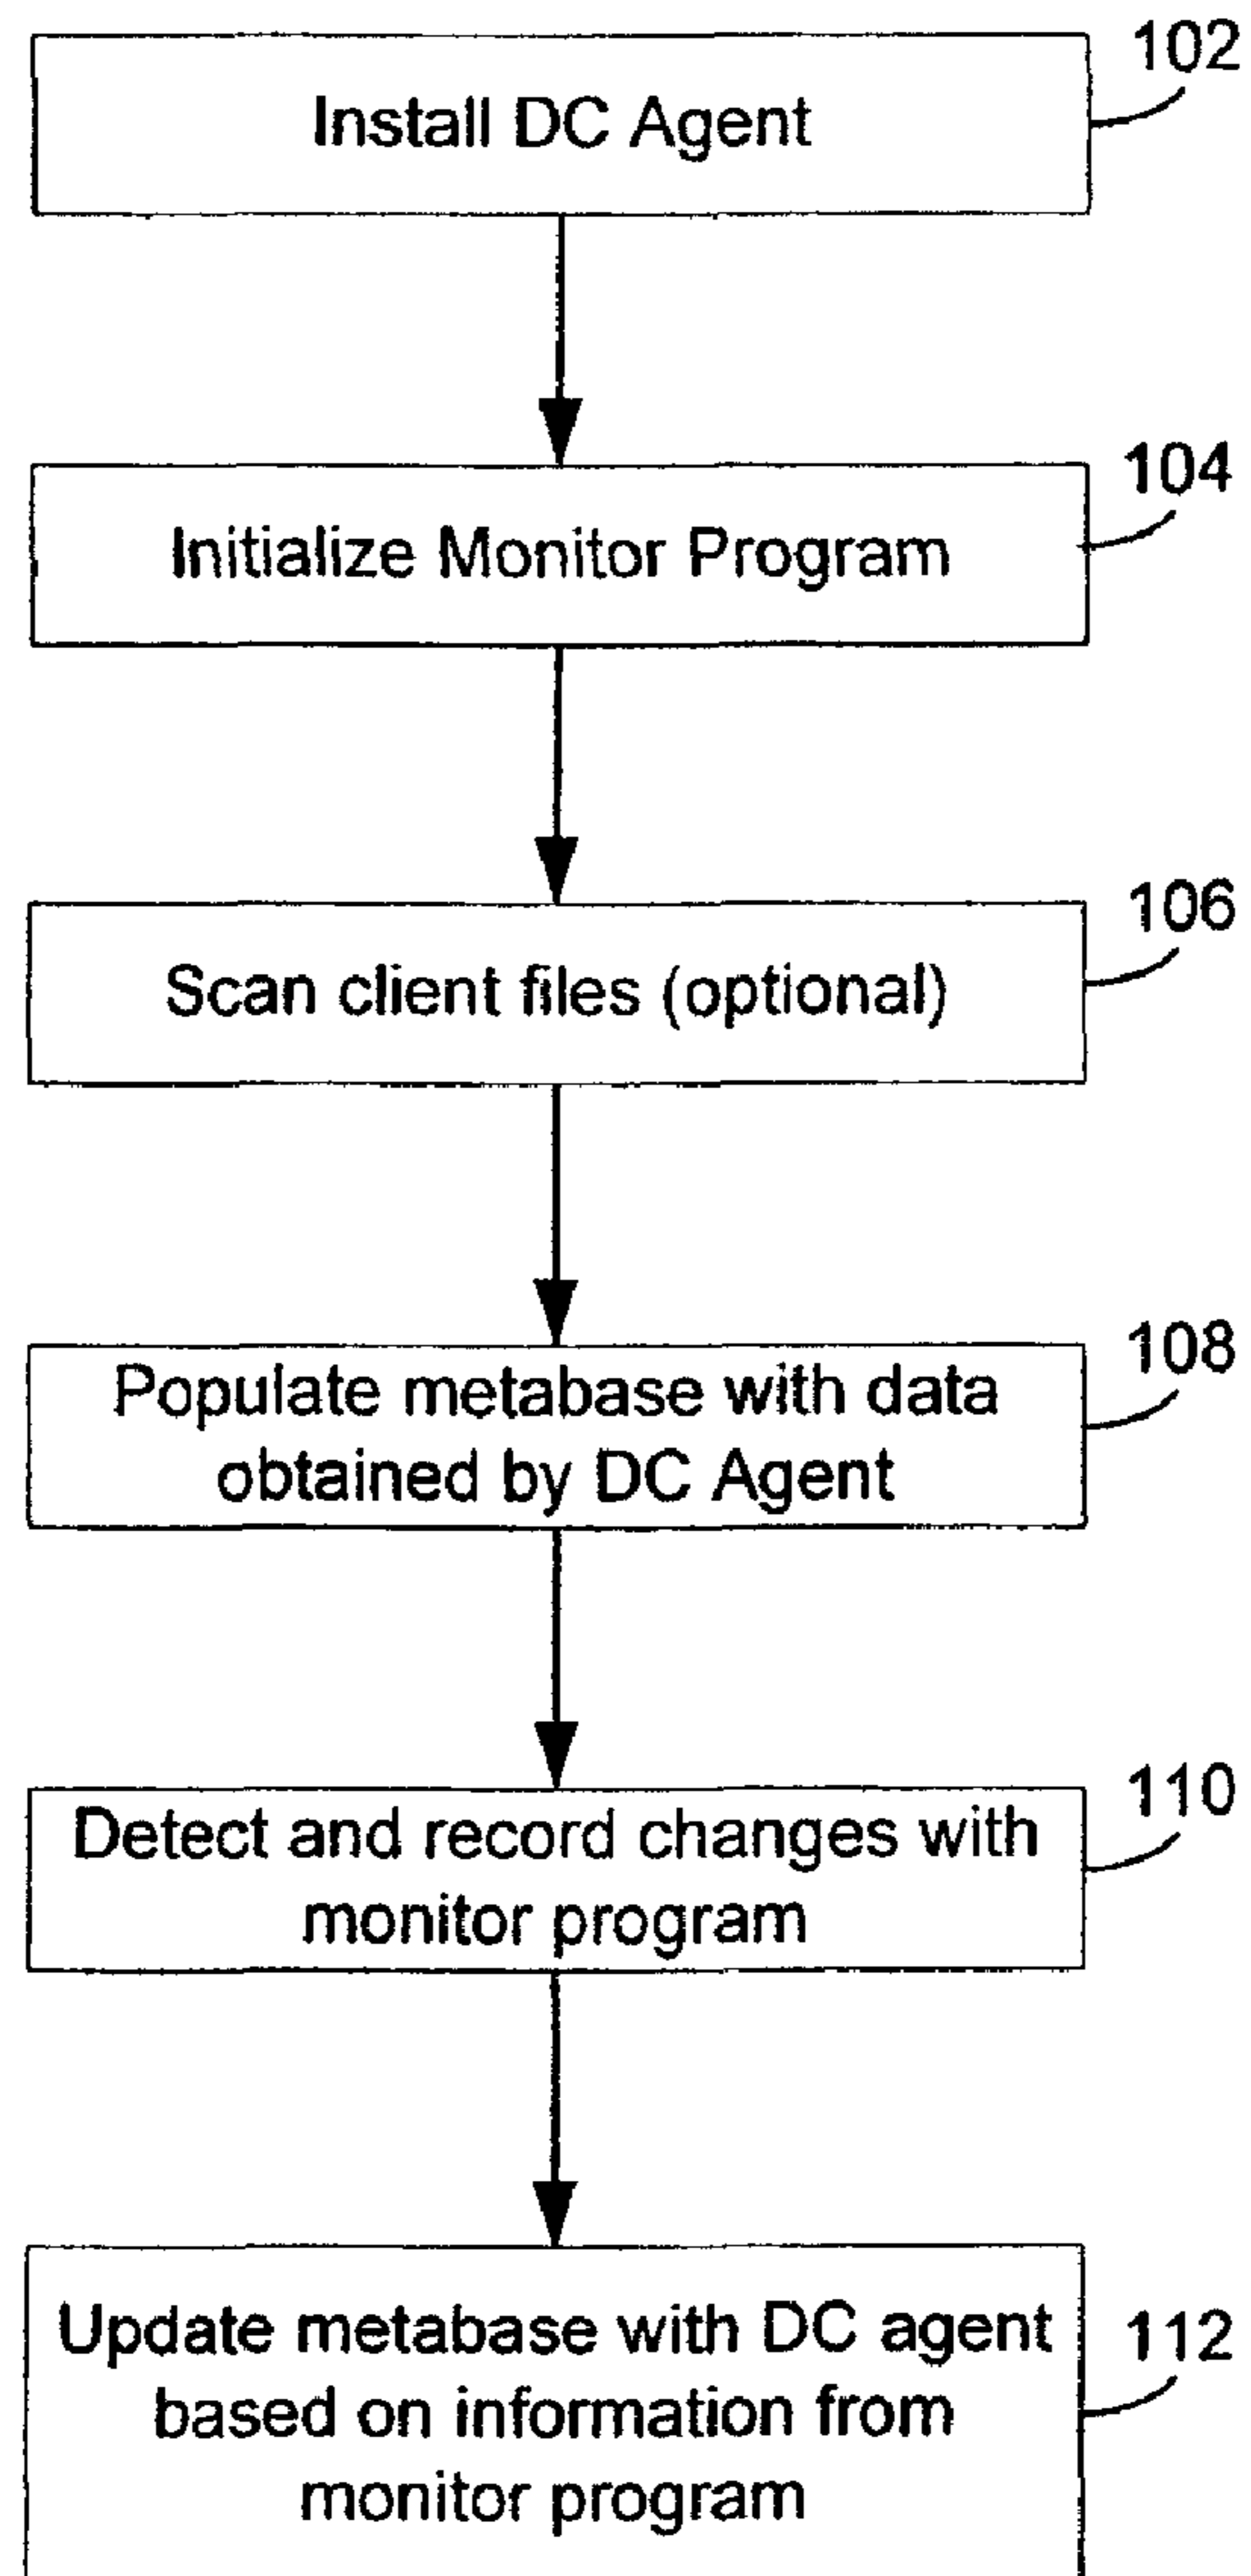 102
Install DC Agent
104
Initialize Monitor Program
106
Scan client files (optional)
108
Populate metabase with data
obtained by DC Agent
110
Detect and record changes with
monitor program
112
Update metabase with DC agent
based on information from
monitor program